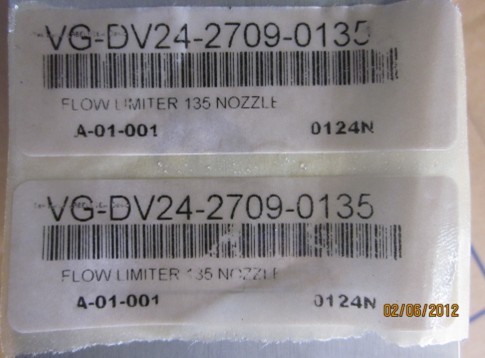 VG-DV24-2709-0135
FLOW LIMITER 135 NOZZLE
A-01-001 0124N
VG-DV24-2709-0135
FLOW LIMITER 135 NOZZLE
A-01-001 0124N
02/06/2012